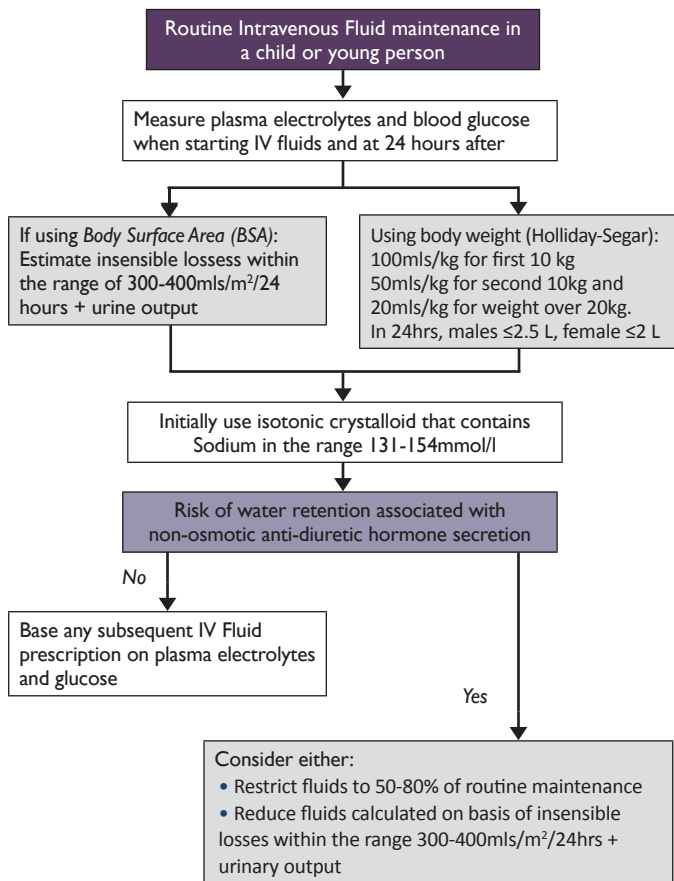 Routine Intravenous Fluid maintenance in
a child or young person
Measure plasma electrolytes and blood glucose
when starting IV fluids and at 24 hours after
If using Body Surface Area (BSA):
Estimate insensible lossess within
the range of 300-400mls/m²/24
hours + urine output
Using body weight (Holliday-Segar):
100mls/kg for first 10 kg
50mls/kg for second 10kg and
20mls/kg for weight over 20kg.
In 24hrs, males ≤2.5 L, female ≤2 L
Initially use isotonic crystalloid that contains
Sodium in the range 131-154mmol/l
Risk of water retention associated with
non-osmotic anti-diuretic hormone secretion
No
Base any subsequent IV Fluid
prescription on plasma electrolytes
and glucose
Yes
Consider either:
• Restrict fluids to 50-80% of routine maintenance
• Reduce fluids calculated on basis of insensible
losses within the range 300-400mls/m²/24hrs +
urinary output